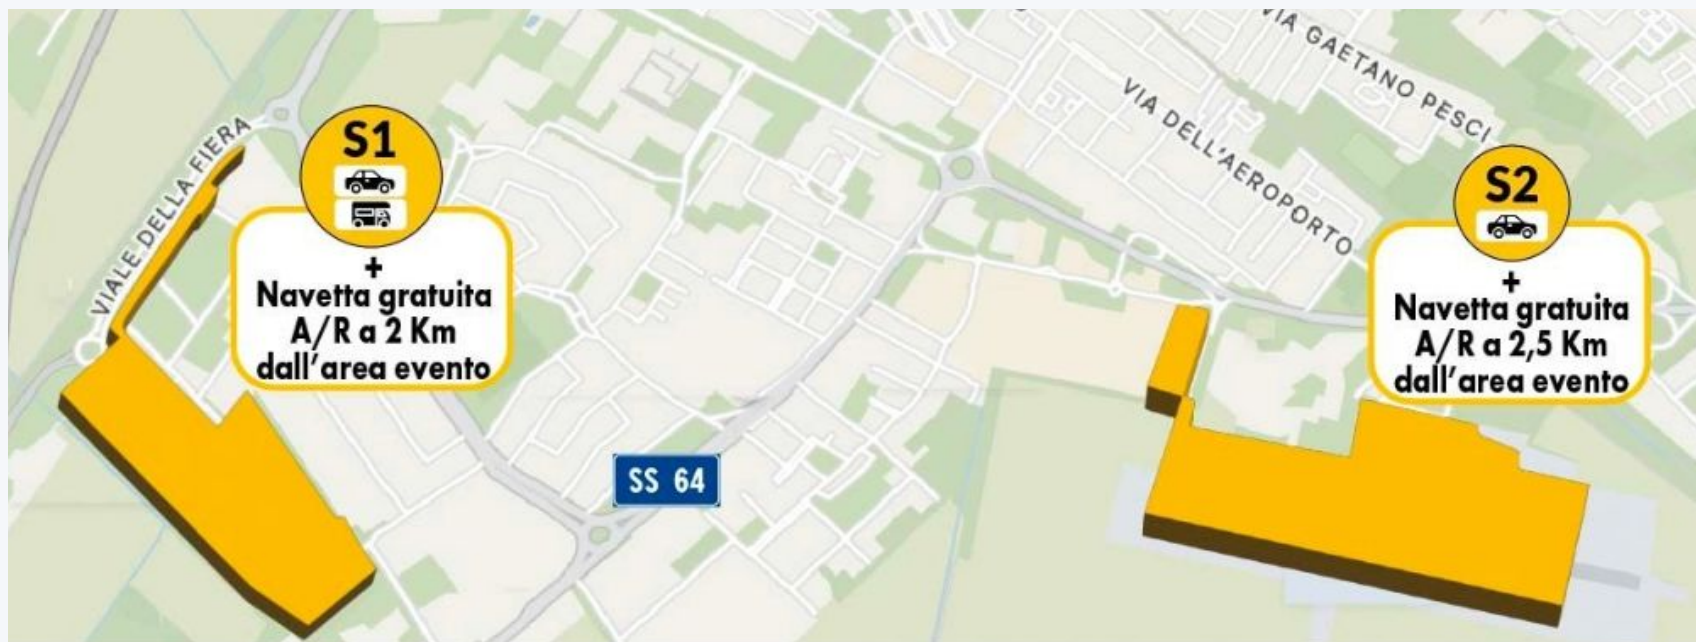 VIA GAETANO PESCI
VIA DELL'AEROPORTO
VIALE DELLA FIERA
S1
+
Navetta gratuita
A/R a 2 Km
dall'area evento
S2
+
Navetta gratuita
A/R a 2,5 Km
dall'area evento
SS 64